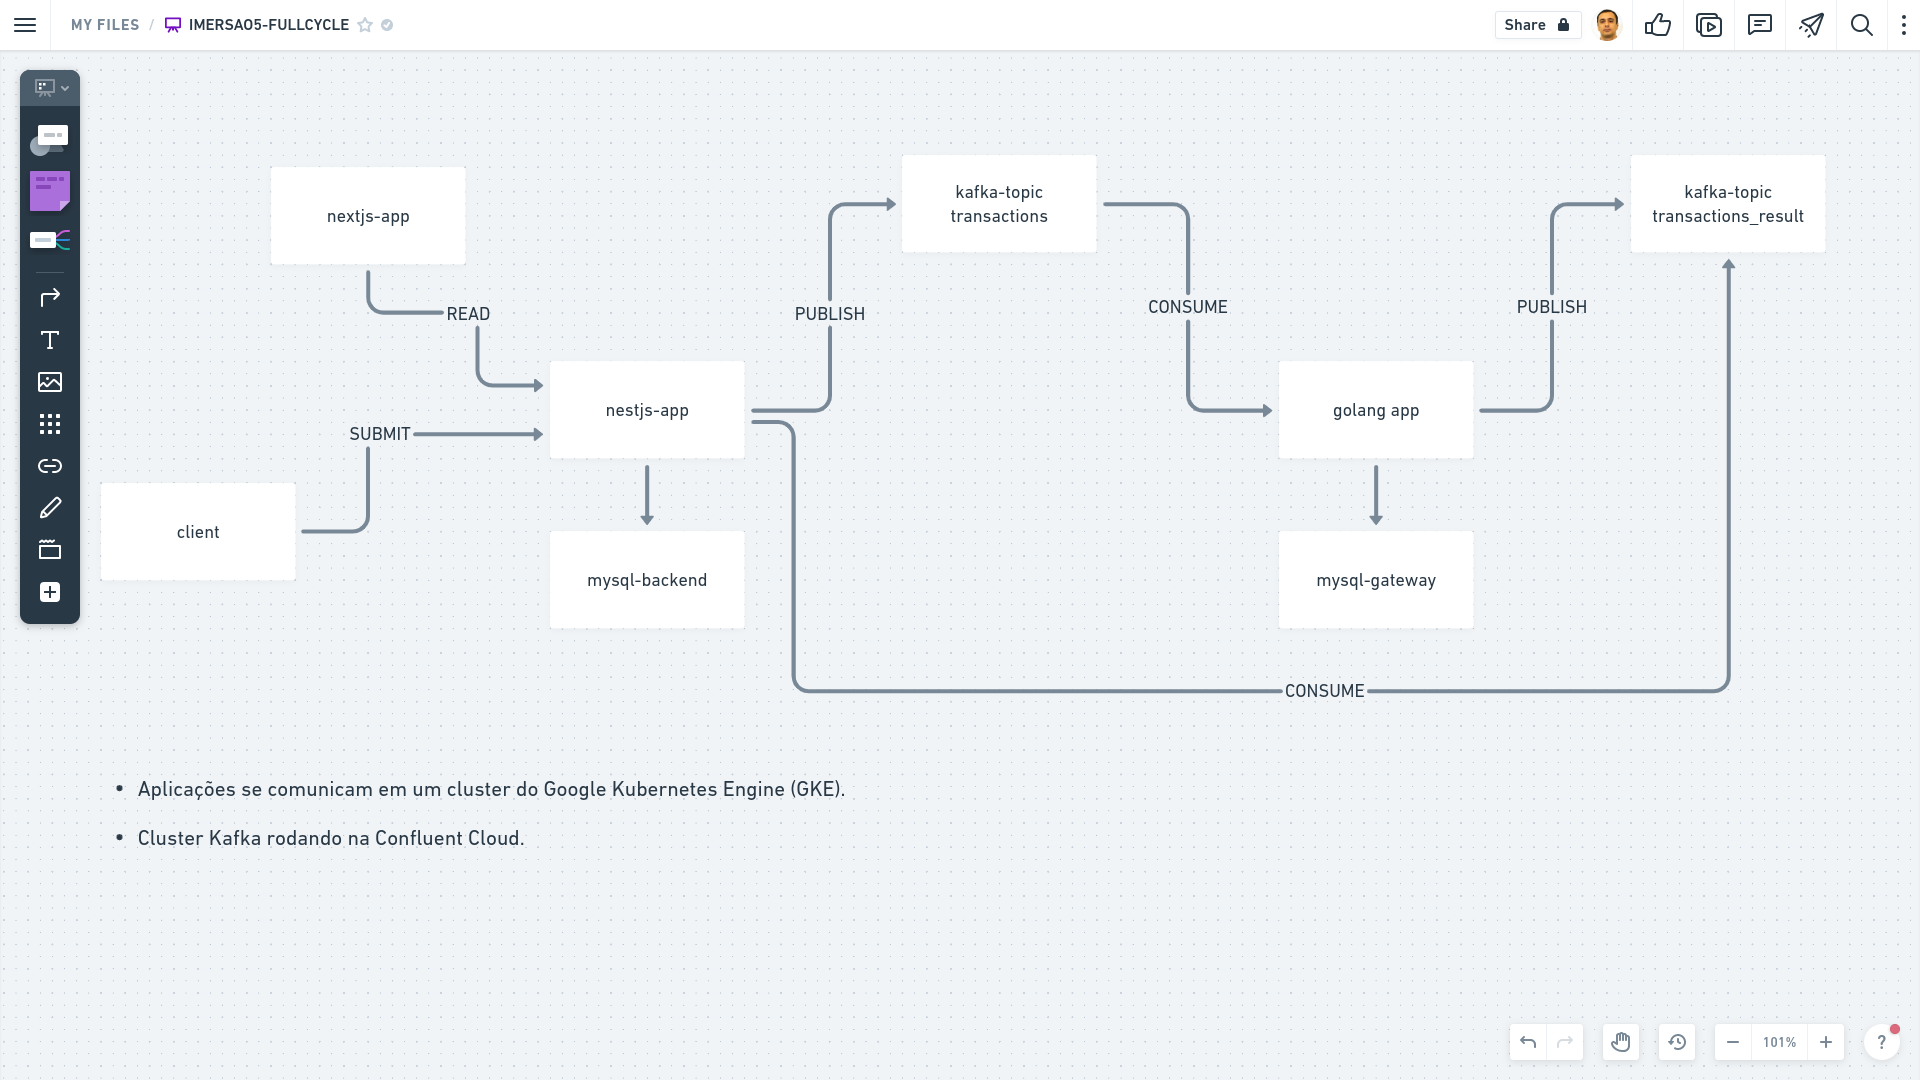 MY FILES / IMERSAO5-FULLCYCLE
Share
nextjs-app
kafka-topic
transactions
kafka-topic
transactions_result
READ
PUBLISH
CONSUME
PUBLISH
nestjs-app
golang app
SUBMIT
client
mysql-backend
mysql-gateway
CONSUME
• Aplicações se comunicam em um cluster do Google Kubernetes Engine (GKE).
• Cluster Kafka rodando na Confluent Cloud.
101%
?